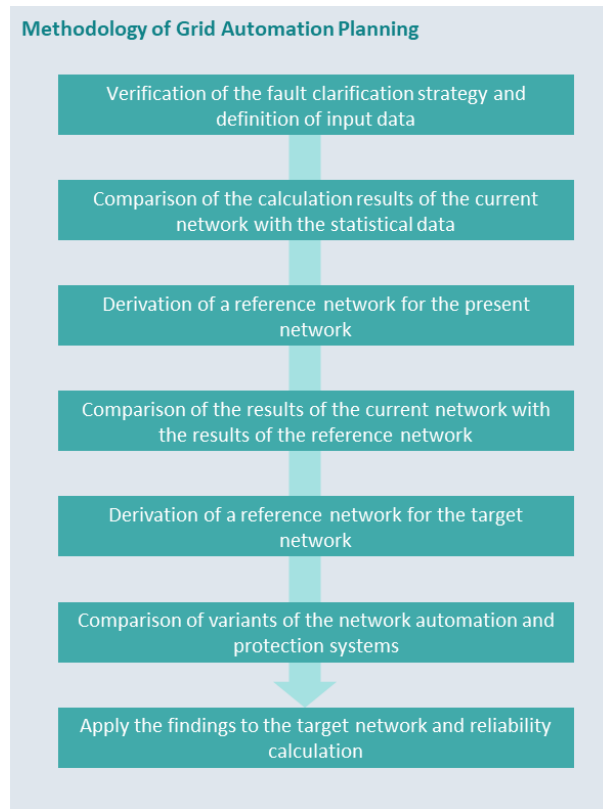 Methodology of Grid Automation Planning
Verification of the fault clarification strategy and
definition of input data
Comparison of the calculation results of the current
network with the statistical data
Derivation of a reference network for the present
network
Comparison of the results of the current network with
the results of the reference network
Derivation of a reference network for the target
network
Comparison of variants of the network automation and
protection systems
Apply the findings to the target network and reliability
calculation